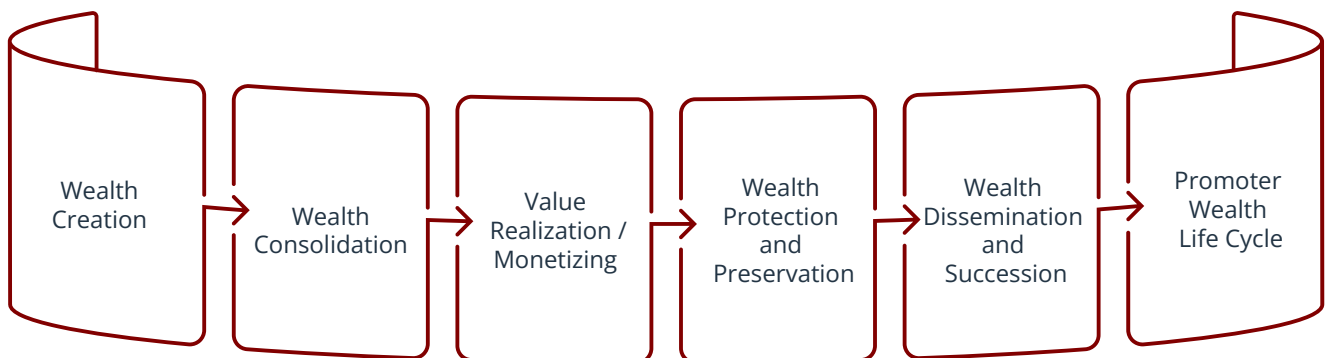 Wealth
Creation
Wealth
Consolidation
Value
Realization /
Monetizing
Wealth
Protection
and
Preservation
Wealth
Dissemination
and
Succession
Promoter
Wealth
Life Cycle